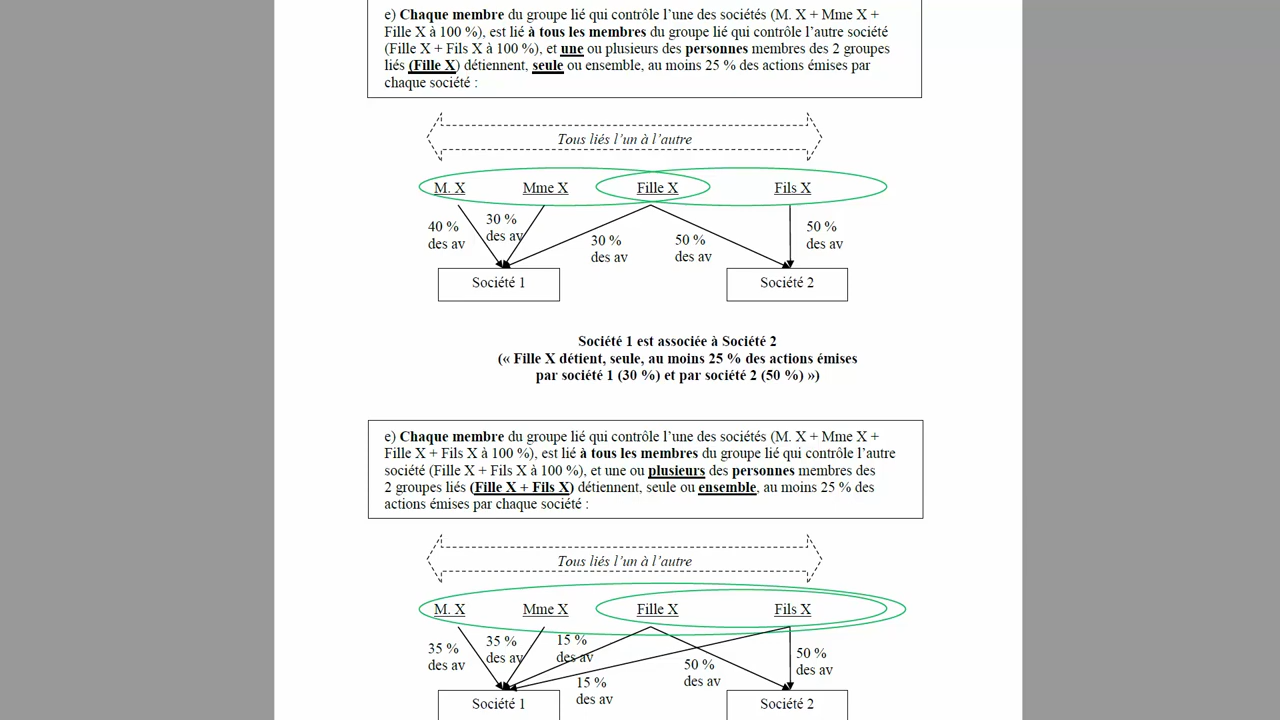 e) Chaque membre du groupe lié qui contrôle l’une des sociétés (M. X + Mme X +
Fille X à 100 %), est lié à tous les membres du groupe lié qui contrôle l’autre société
(Fille X + Fils X à 100 %), et une ou plusieurs des personnes membres des 2 groupes
liés (Fille X) détiennent, seule ou ensemble, au moins 25 % des actions émises par
chaque société :
Tous liés l’un à l’autre
M. X Mme X Fille X Fils X
40 %
des av
30 %
des av
30 %
des av
50 %
des av
50 %
des av
Société 1 Société 2
Société 1 est associée à Société 2
(« Fille X détient, seule, au moins 25 % des actions émises
par société 1 (30 %) et par société 2 (50 %) »)
e) Chaque membre du groupe lié qui contrôle l’une des sociétés (M. X + Mme X +
Fille X + Fils X à 100 %), est lié à tous les membres du groupe lié qui contrôle l’autre
société (Fille X + Fils X à 100 %), et une ou plusieurs des personnes membres des
2 groupes liés (Fille X + Fils X) détiennent, seule ou ensemble, au moins 25 % des
actions émises par chaque société :
Tous liés l’un à l’autre
M. X Mme X Fille X Fils X
35 %
des av
35 %
des av
15 %
des av
15 %
des av
50 %
des av
50 %
des av
Société 1 Société 2